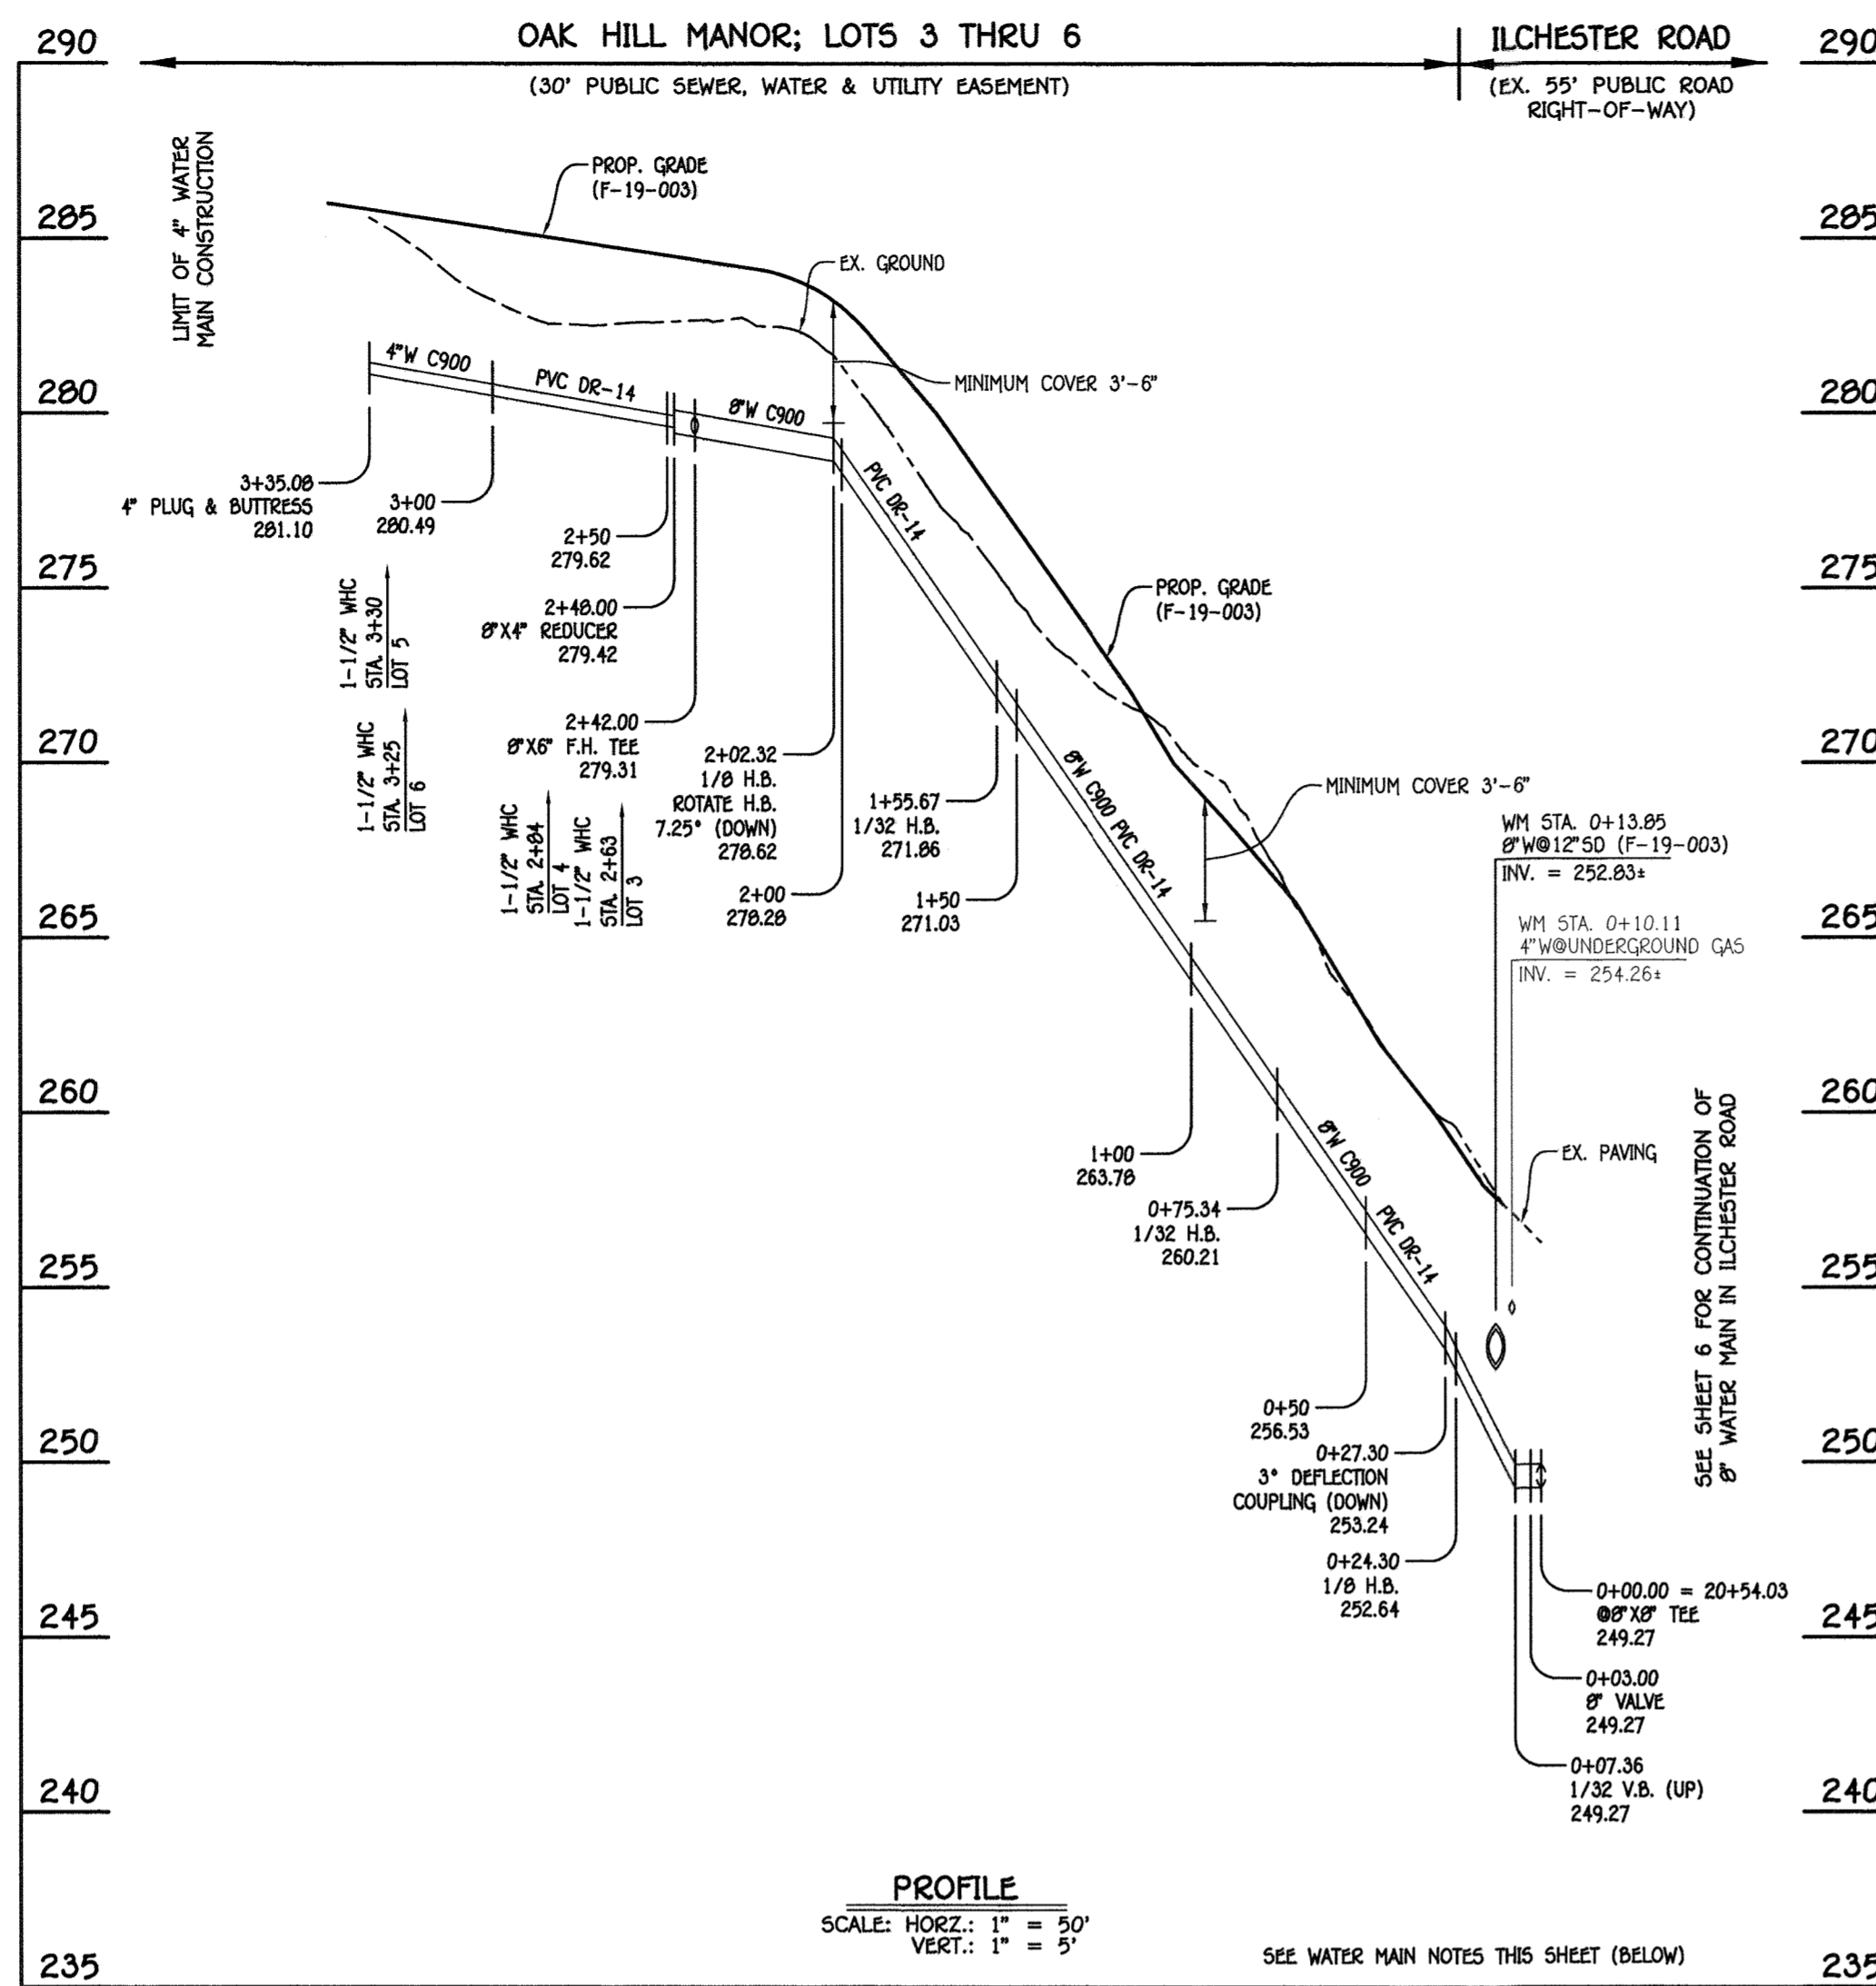 OAK HILL MANOR; LOTS 3 THRU 6
(30' PUBLIC SEWER, WATER & UTILITY EASEMENT)
ILCHESTER ROAD
(EX. 55' PUBLIC ROAD
RIGHT-OF-WAY)
290
285
280
275
270
265
260
255
250
245
240
235
290
285
280
275
270
265
260
255
250
245
240
235
LIMIT OF 4" WATER
MAIN CONSTRUCTION
PROP. GRADE
(F-19-003)
EX. GROUND
MINIMUM COVER 3'-6"
4"W C900
PVC DR-14
8"W C900
PVC DR-14
3+35.08
4" PLUG & BUTTRESS
281.10
3+00
280.49
2+50
279.62
2+48.00
8"X4" REDUCER
279.42
2+42.00
8"X6" F.H. TEE
279.31
1-1/2" WHC
STA. 3+30
LOT 5
1-1/2" WHC
STA. 3+25
LOT 6
1-1/2" WHC
STA. 2+84
LOT 4
1-1/2" WHC
STA. 2+63
LOT 3
2+02.32
1/8 H.B.
ROTATE H.B.
7.25° (DOWN)
278.62
2+00
278.28
1+55.67
1/32 H.B.
271.86
1+50
271.03
PROP. GRADE
(F-19-003)
8"W C900 PVC DR-14
MINIMUM COVER 3'-6"
WM STA. 0+13.85
8"W@12"SD (F-19-003)
INV. = 252.83±
WM STA. 0+10.11
4"W@UNDERGROUND GAS
INV. = 254.26±
1+00
263.78
0+75.34
1/32 H.B.
260.21
8"W C900
PVC DR-14
EX. PAVING
SEE SHEET 6 FOR CONTINUATION OF
8" WATER MAIN IN ILCHESTER ROAD
0+50
256.53
0+27.30
3° DEFLECTION
COUPLING (DOWN)
253.24
0+24.30
1/8 H.B.
252.64
0+00.00 = 20+54.03
@8"X8" TEE
249.27
0+03.00
8" VALVE
249.27
0+07.36
1/32 V.B. (UP)
249.27
PROFILE
SCALE: HORZ.: 1" = 50'
VERT.: 1" = 5'
SEE WATER MAIN NOTES THIS SHEET (BELOW)